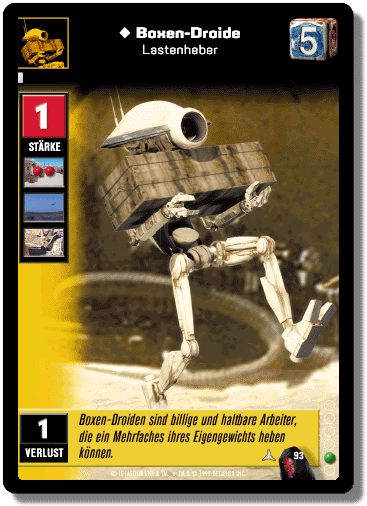 ◆ Boxen-Droide
Lastenheber
5
1
STÄRKE
Boxen-Droiden sind billige und haltbare Arbeiter,
die ein Mehrfaches ihres Eigengewichts heben
können.
1
VERLUST
93